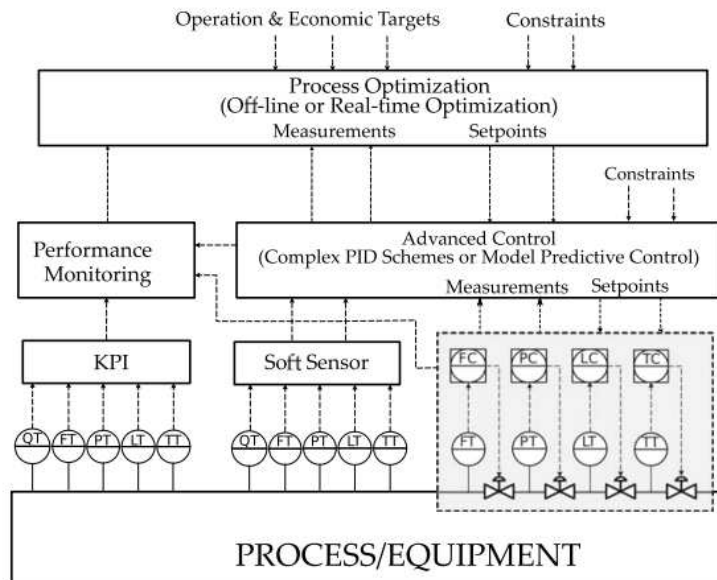 Operation & Economic Targets
Constraints
Process Optimization
(Off-line or Real-time Optimization)
Measurements
Setpoints
Constraints
Performance
Monitoring
Advanced Control
(Complex PID Schemes or Model Predictive Control)
Measurements
Setpoints
KPI
Soft Sensor
FC
PC
LC
TC
QT
FT
PT
LT
TT
QT
FT
PT
LT
TT
FT
PT
LT
TT
PROCESS/EQUIPMENT